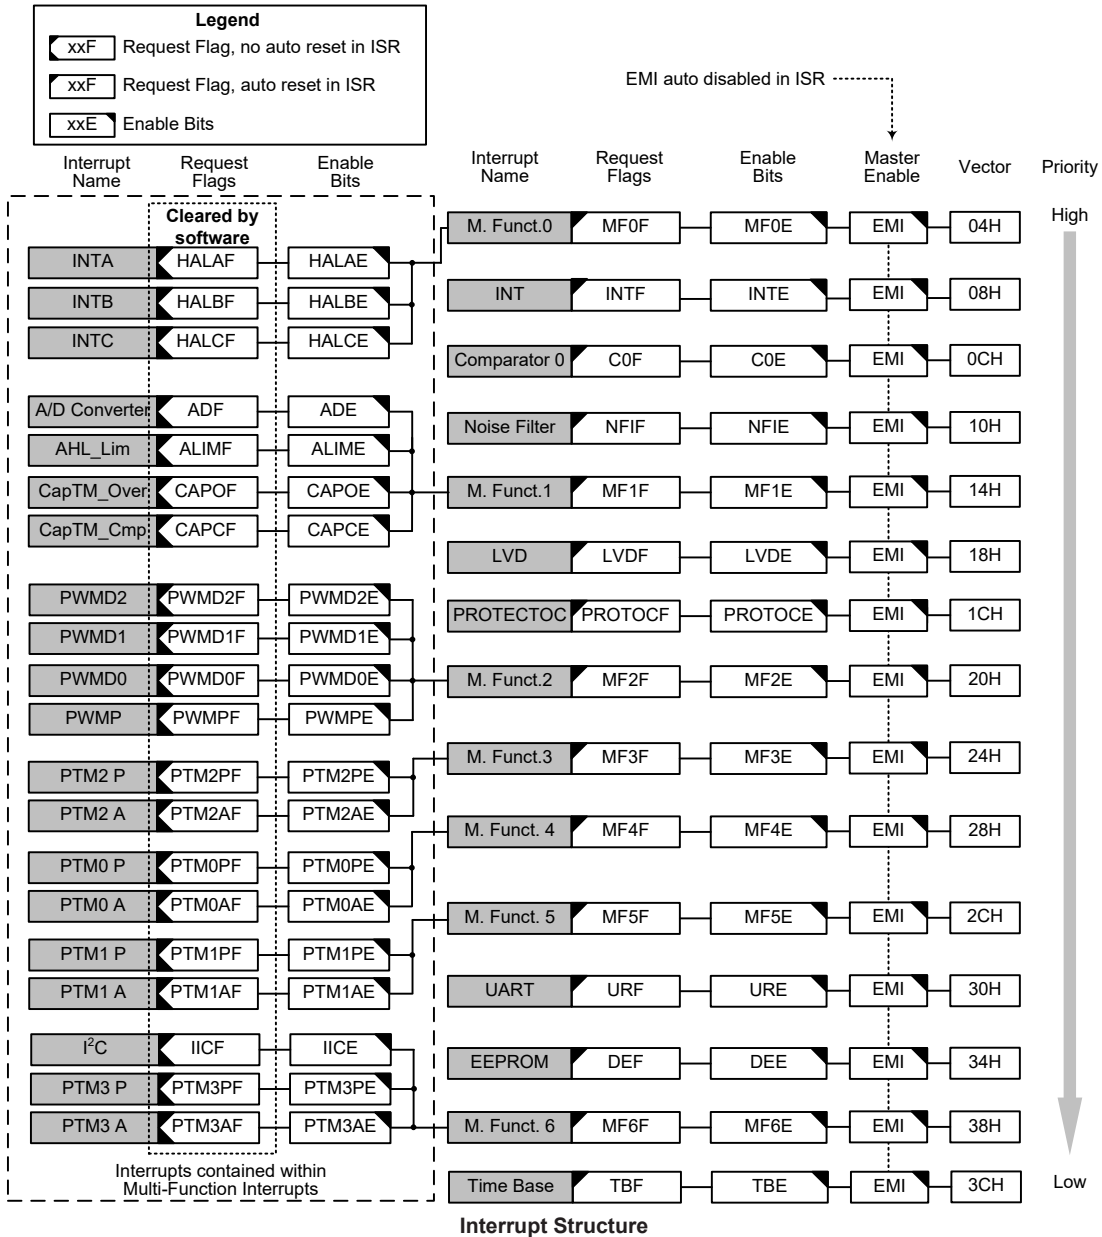 Legend
xxF Request Flag, no auto reset in ISR
xxF Request Flag, auto reset in ISR
xxE Enable Bits
EMI auto disabled in ISR
Interrupt Name Request Flags Enable Bits
Interrupt Name Request Flags Enable Bits Master Enable Vector Priority
Cleared by software
INTA HALAF HALAE
INTB HALBF HALBE
INTC HALCF HALCE
A/D Converter ADF ADE
AHL_Lim ALIMF ALIME
CapTM_Over CAPOF CAPOE
CapTM_Cmp CAPCF CAPCE
PWMD2 PWMD2F PWMD2E
PWMD1 PWMD1F PWMD1E
PWMD0 PWMD0F PWMD0E
PWMP PWMPF PWMPE
PTM2 P PTM2PF PTM2PE
PTM2 A PTM2AF PTM2AE
PTM0 P PTM0PF PTM0PE
PTM0 A PTM0AF PTM0AE
PTM1 P PTM1PF PTM1PE
PTM1 A PTM1AF PTM1AE
I²C IICF IICE
PTM3 P PTM3PF PTM3PE
PTM3 A PTM3AF PTM3AE
Interrupts contained within
Multi-Function Interrupts
M. Funct.0 MF0F MF0E EMI 04H
High
INT INTF INTE EMI 08H
Comparator 0 C0F C0E EMI 0CH
Noise Filter NFIF NFIE EMI 10H
M. Funct.1 MF1F MF1E EMI 14H
LVD LVDF LVDE EMI 18H
PROTECTOC PROTOCF PROTOCE EMI 1CH
M. Funct.2 MF2F MF2E EMI 20H
M. Funct.3 MF3F MF3E EMI 24H
M. Funct. 4 MF4F MF4E EMI 28H
M. Funct. 5 MF5F MF5E EMI 2CH
UART URF URE EMI 30H
EEPROM DEF DEE EMI 34H
M. Funct. 6 MF6F MF6E EMI 38H
Time Base TBF TBE EMI 3CH
Low
Interrupt Structure